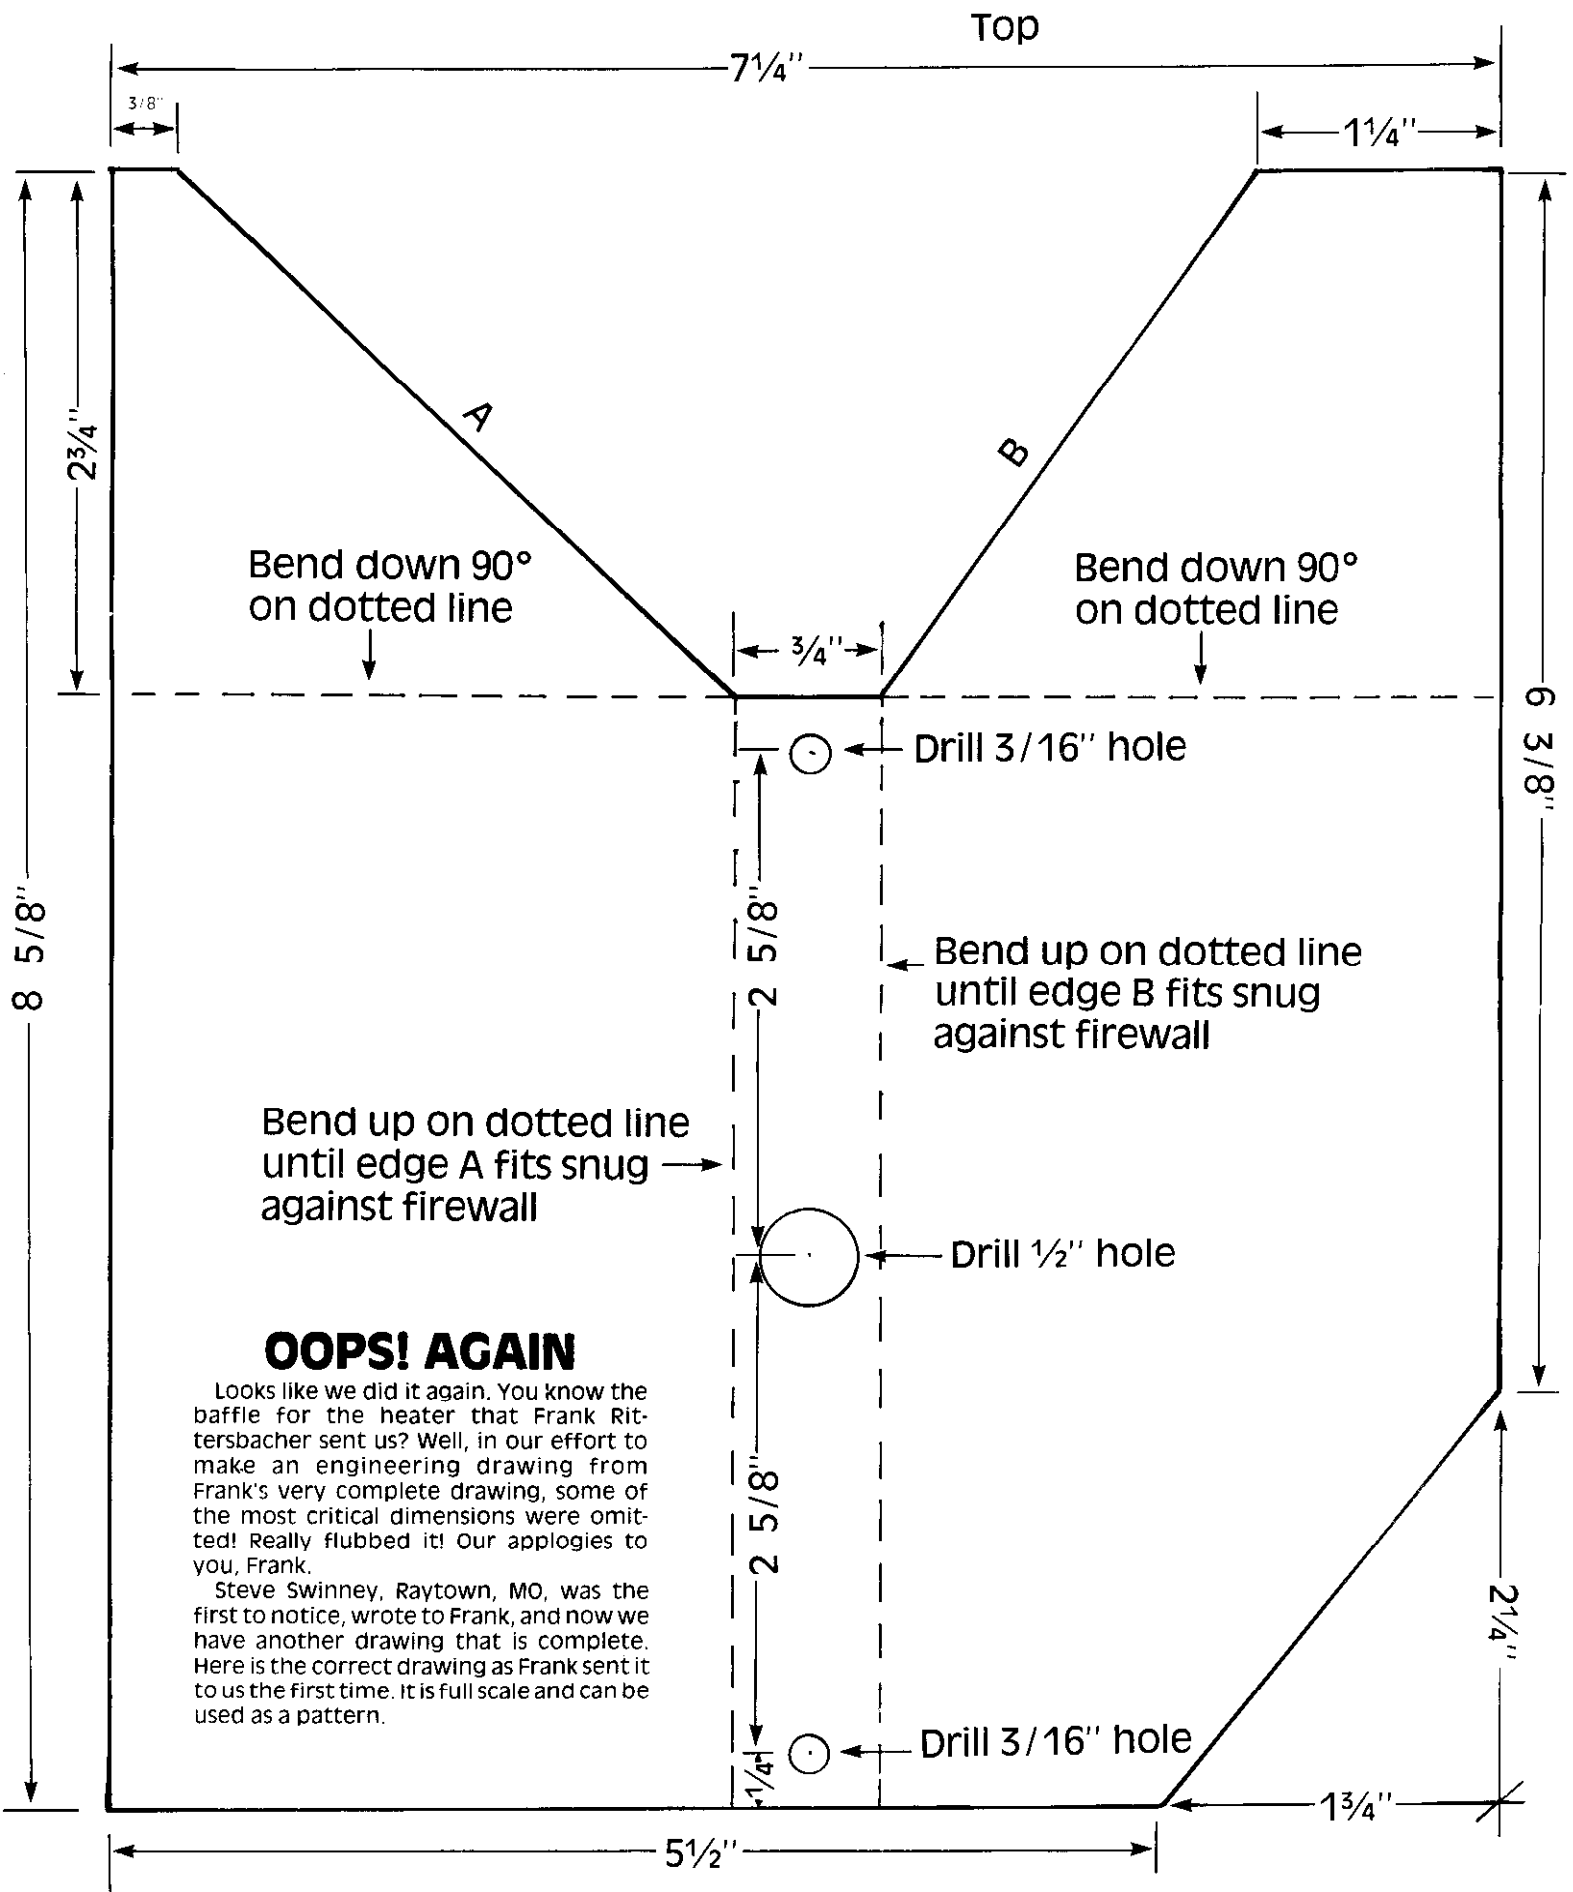 Top
7¼"
3/8"
1¼"
A
B
2¾"
Bend down 90°
on dotted line
Bend down 90°
on dotted line
¾"
6 3/8"
Drill 3/16" hole
8 5/8"
2 5/8"
Bend up on dotted line
until edge B fits snug
against firewall
Bend up on dotted line
until edge A fits snug
against firewall
Drill ½" hole
OOPS! AGAIN
Looks like we did it again. You know the
baffle for the heater that Frank Rit-
tersbacher sent us? Well, in our effort to
make an engineering drawing from
Frank's very complete drawing, some of
the most critical dimensions were omit-
ted! Really flubbed it! Our applogies to
you, Frank.
Steve Swinney, Raytown, MO, was the
first to notice, wrote to Frank, and now we
have another drawing that is complete.
Here is the correct drawing as Frank sent it
to us the first time. It is full scale and can be
used as a pattern.
2 5/8"
2¼"
Drill 3/16" hole
1/4"
1¾"
5½"